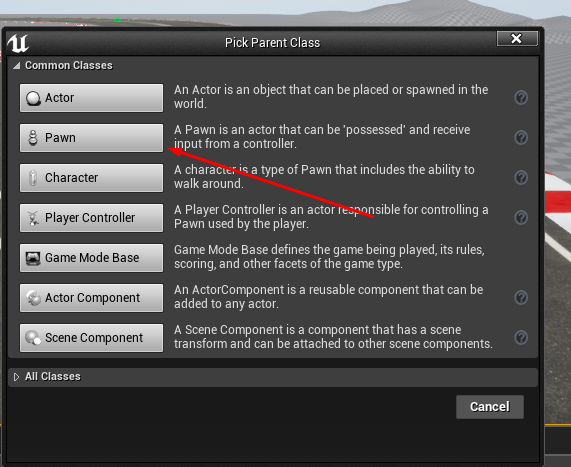 Pick Parent Class
Common Classes
Actor
An Actor is an object that can be placed or spawned in the
world.
Pawn
A Pawn is an actor that can be 'possessed' and receive
input from a controller.
Character
A character is a type of Pawn that includes the ability to
walk around.
Player Controller
A Player Controller is an actor responsible for controlling a
Pawn used by the player.
Game Mode Base
Game Mode Base defines the game being played, its rules,
scoring, and other facets of the game type.
Actor Component
An ActorComponent is a reusable component that can be
added to any actor.
Scene Component
A Scene Component is a component that has a scene
transform and can be attached to other scene components.
All Classes
Cancel